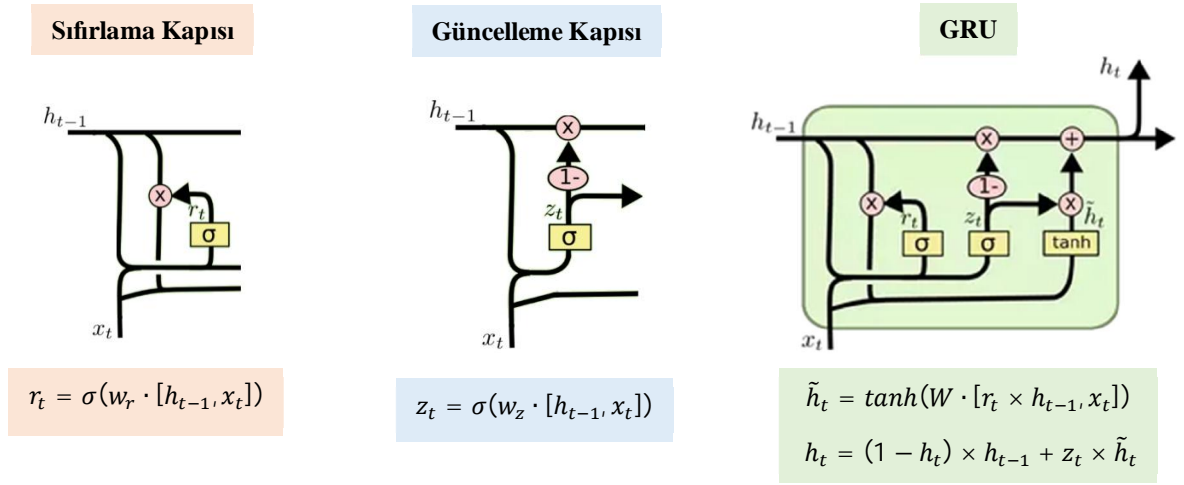 Sıfırlama Kapısı
h_{t−1}
x
r_t
σ
x_t
r_t = σ(w_r · [h_{t−1}, x_t])
Güncelleme Kapısı
h_{t−1}
x
1-
z_t
σ
x_t
z_t = σ(w_z · [h_{t−1}, x_t])
GRU
h_t
h_{t−1}
x
+
1-
x
r_t
z_t
x
h̃_t
σ
σ
tanh
x_t
h̃_t = tanh(W · [r_t × h_{t−1}, x_t])
h_t = (1 − h_t) × h_{t−1} + z_t × h̃_t